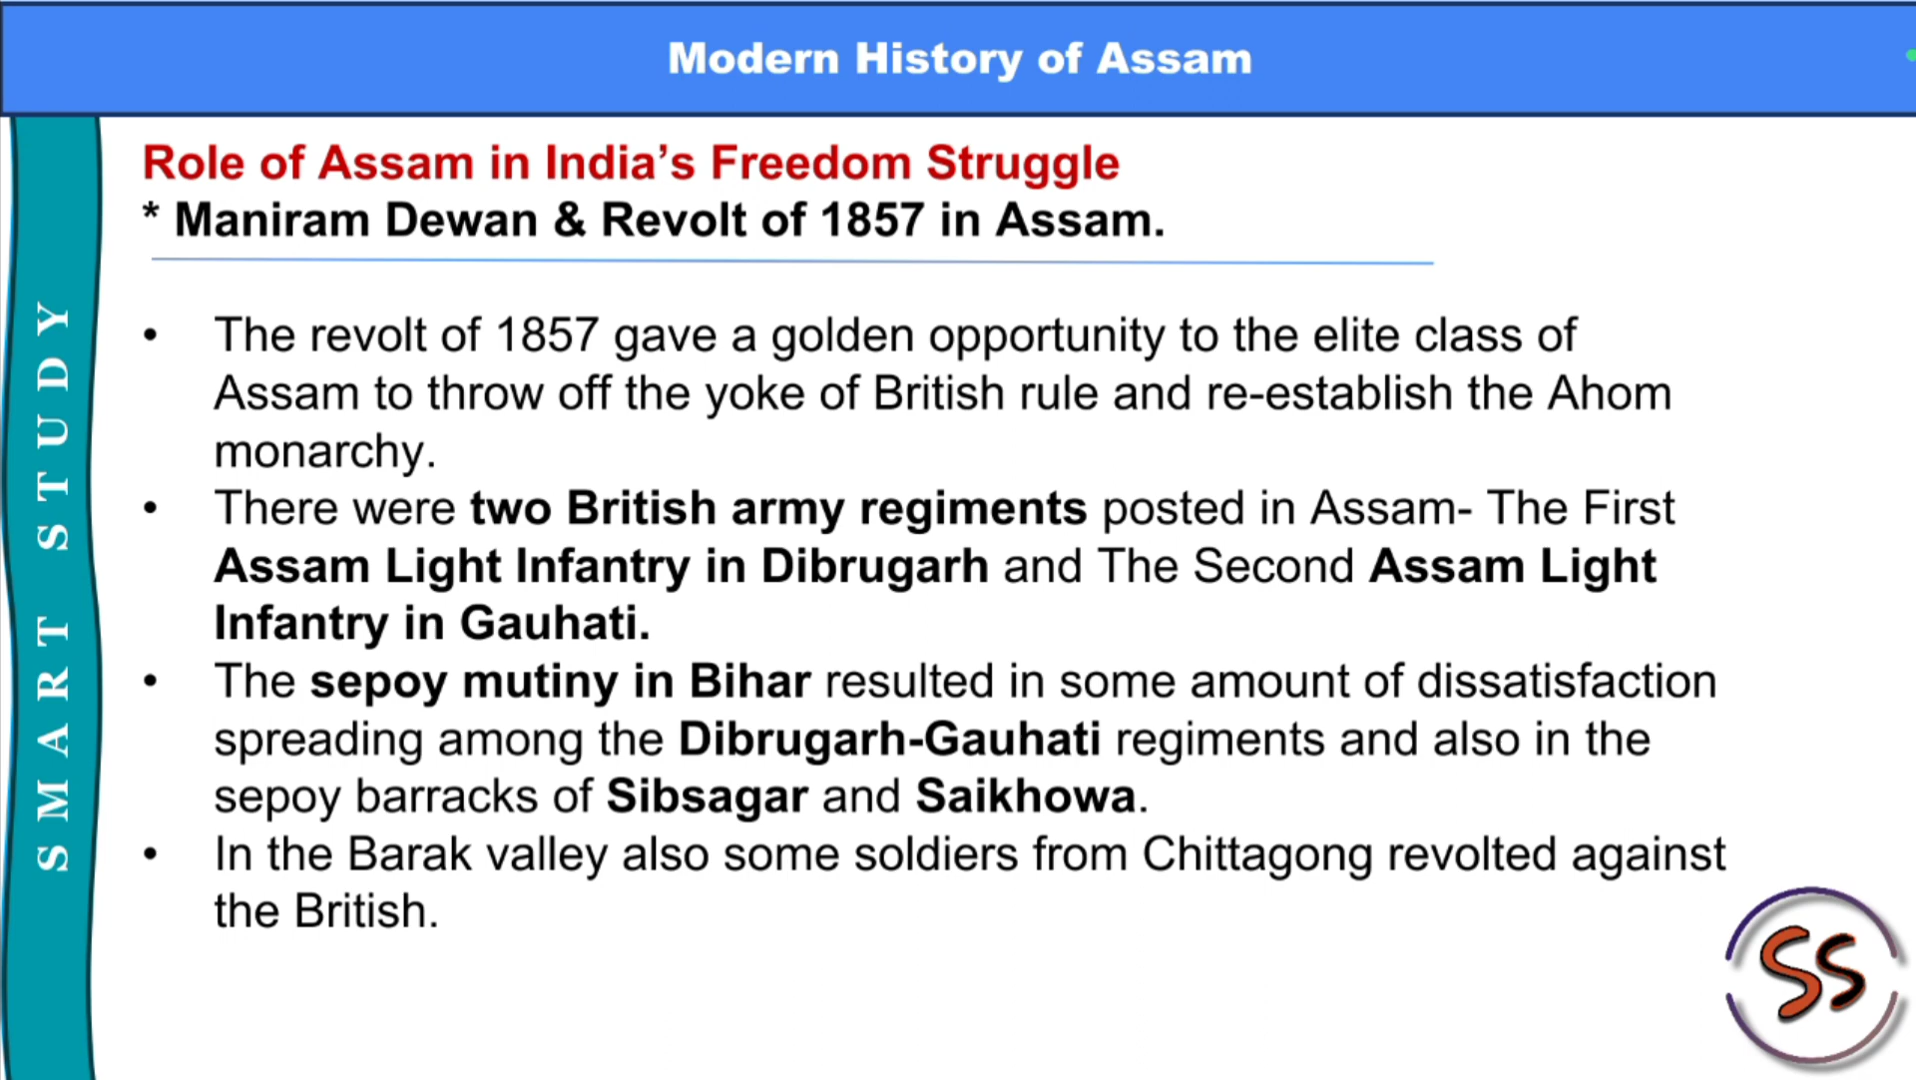 Modern History of Assam
Role of Assam in India’s Freedom Struggle
* Maniram Dewan & Revolt of 1857 in Assam.
• The revolt of 1857 gave a golden opportunity to the elite class of
Assam to throw off the yoke of British rule and re-establish the Ahom
monarchy.
• There were two British army regiments posted in Assam- The First
Assam Light Infantry in Dibrugarh and The Second Assam Light
Infantry in Gauhati.
• The sepoy mutiny in Bihar resulted in some amount of dissatisfaction
spreading among the Dibrugarh-Gauhati regiments and also in the
sepoy barracks of Sibsagar and Saikhowa.
• In the Barak valley also some soldiers from Chittagong revolted against
the British.
SMART STUDY
SS